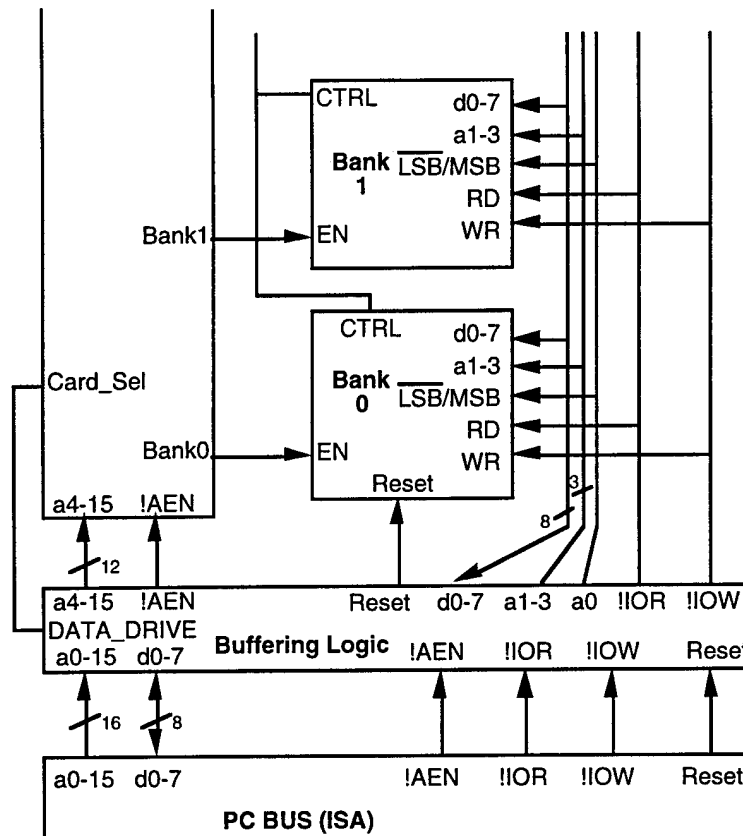 CTRL
d0-7
a1-3
Bank L̅S̅B̅/MSB
1
RD
WR
Bank1
EN
CTRL
d0-7
a1-3
Bank L̅S̅B̅/MSB
0
RD
WR
Card_Sel
Bank0
EN
Reset
a4-15 !AEN
3
8
12
a4-15 !AEN Reset d0-7 a1-3 a0 !IOR !IOW
DATA_DRIVE
Buffering Logic
a0-15 d0-7 !AEN !IOR !IOW Reset
16 8
a0-15 d0-7 !AEN !IOR !IOW Reset
PC BUS (ISA)